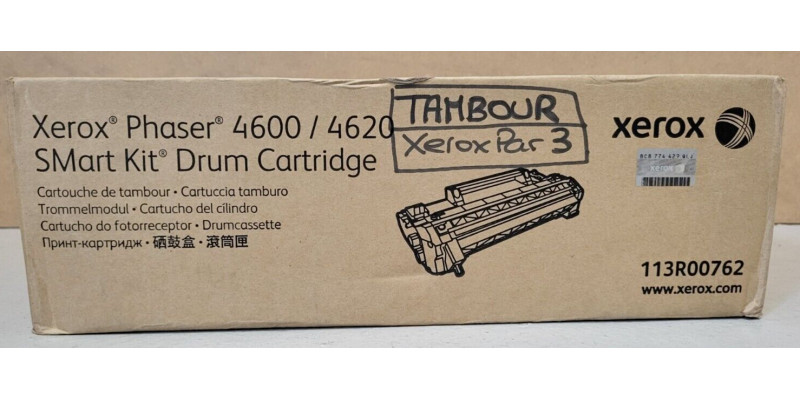 Xerox® Phaser® 4600 / 4620
SMart Kit® Drum Cartridge
Cartouche de tambour • Cartuccia tamburo
Trommelmodul • Cartucho del cilindro
Cartucho do fotorreceptor • Drumcassette
Принт-картридж • 硒鼓盒 • 滾筒匣
TAMBOUR
Xerox Par 3
xerox
113R00762
www.xerox.com